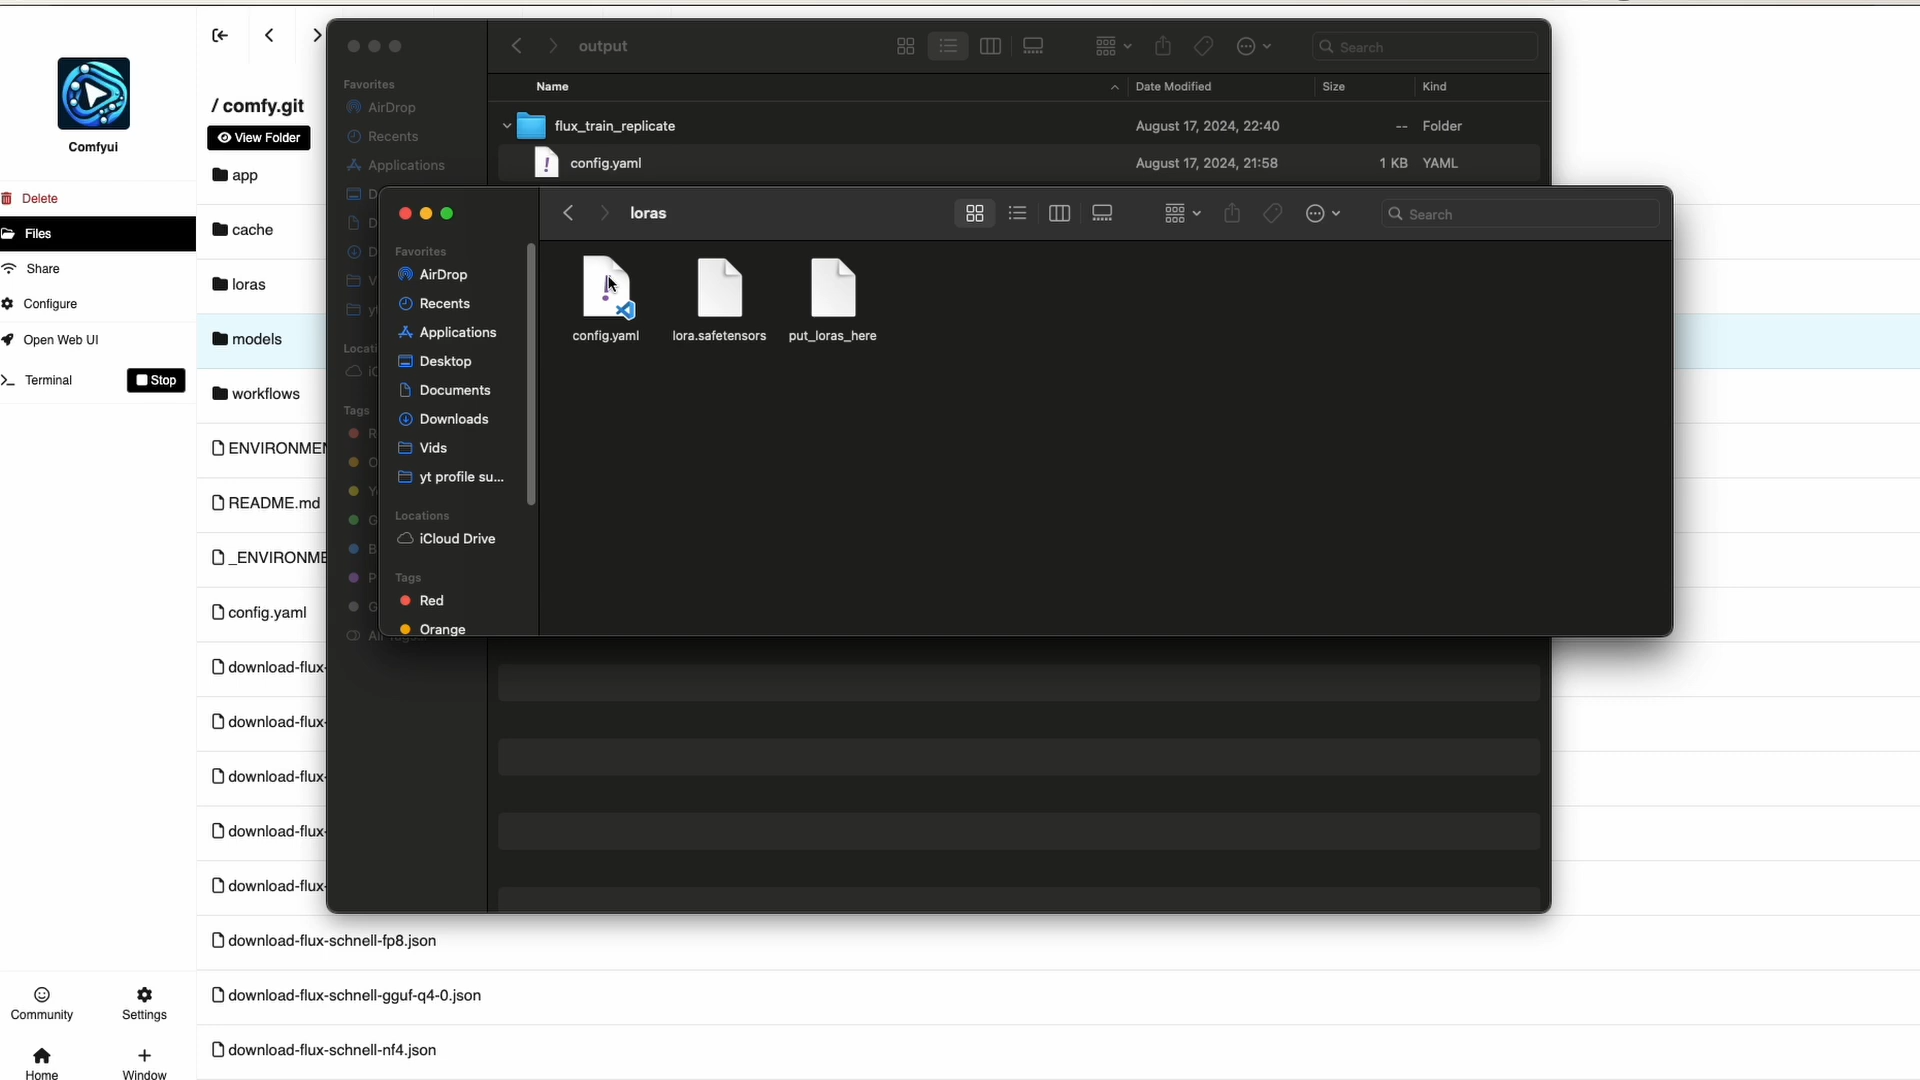 Comfyui
Delete
Files
Share
Configure
Open Web UI
Terminal
Stop
Community
Settings
Home
Window
/ comfy.git
View Folder
app
cache
loras
models
workflows
ENVIRONMEN
README.md
_ENVIRONME
config.yaml
download-flux-
download-flux-
download-flux-
download-flux-
download-flux-
download-flux-schnell-fp8.json
download-flux-schnell-gguf-q4-0.json
download-flux-schnell-nf4.json
output
Search
Favorites
AirDrop
Recents
Applications
Locati
Tags
Name
Date Modified
Size
Kind
flux_train_replicate
August 17, 2024, 22:40
--
Folder
config.yaml
August 17, 2024, 21:58
1 KB
YAML
loras
Search
Favorites
AirDrop
Recents
Applications
Desktop
Documents
Downloads
Vids
yt profile su...
Locations
iCloud Drive
Tags
Red
Orange
config.yaml
lora.safetensors
put_loras_here